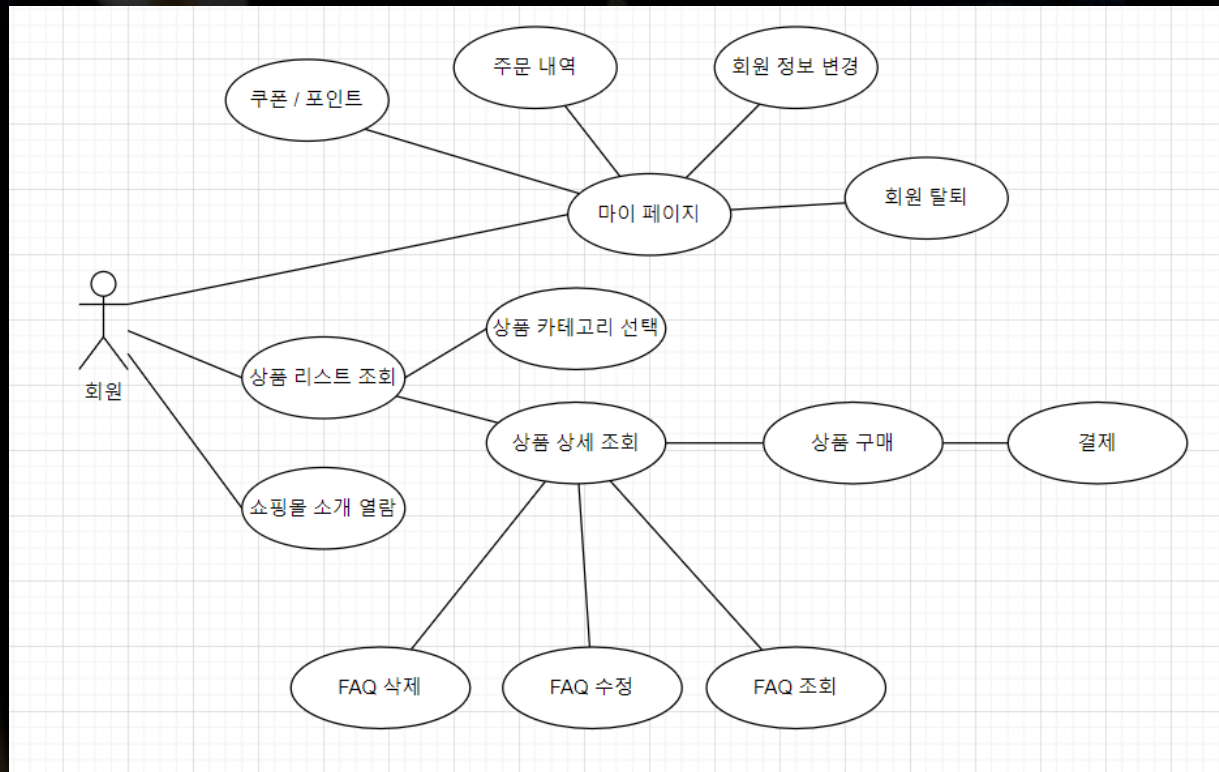 주문 내역
회원 정보 변경
쿠폰 / 포인트
회원 탈퇴
마이 페이지
상품 카테고리 선택
회원
상품 리스트 조회
상품 상세 조회
상품 구매
결제
쇼핑몰 소개 열람
FAQ 삭제
FAQ 수정
FAQ 조회